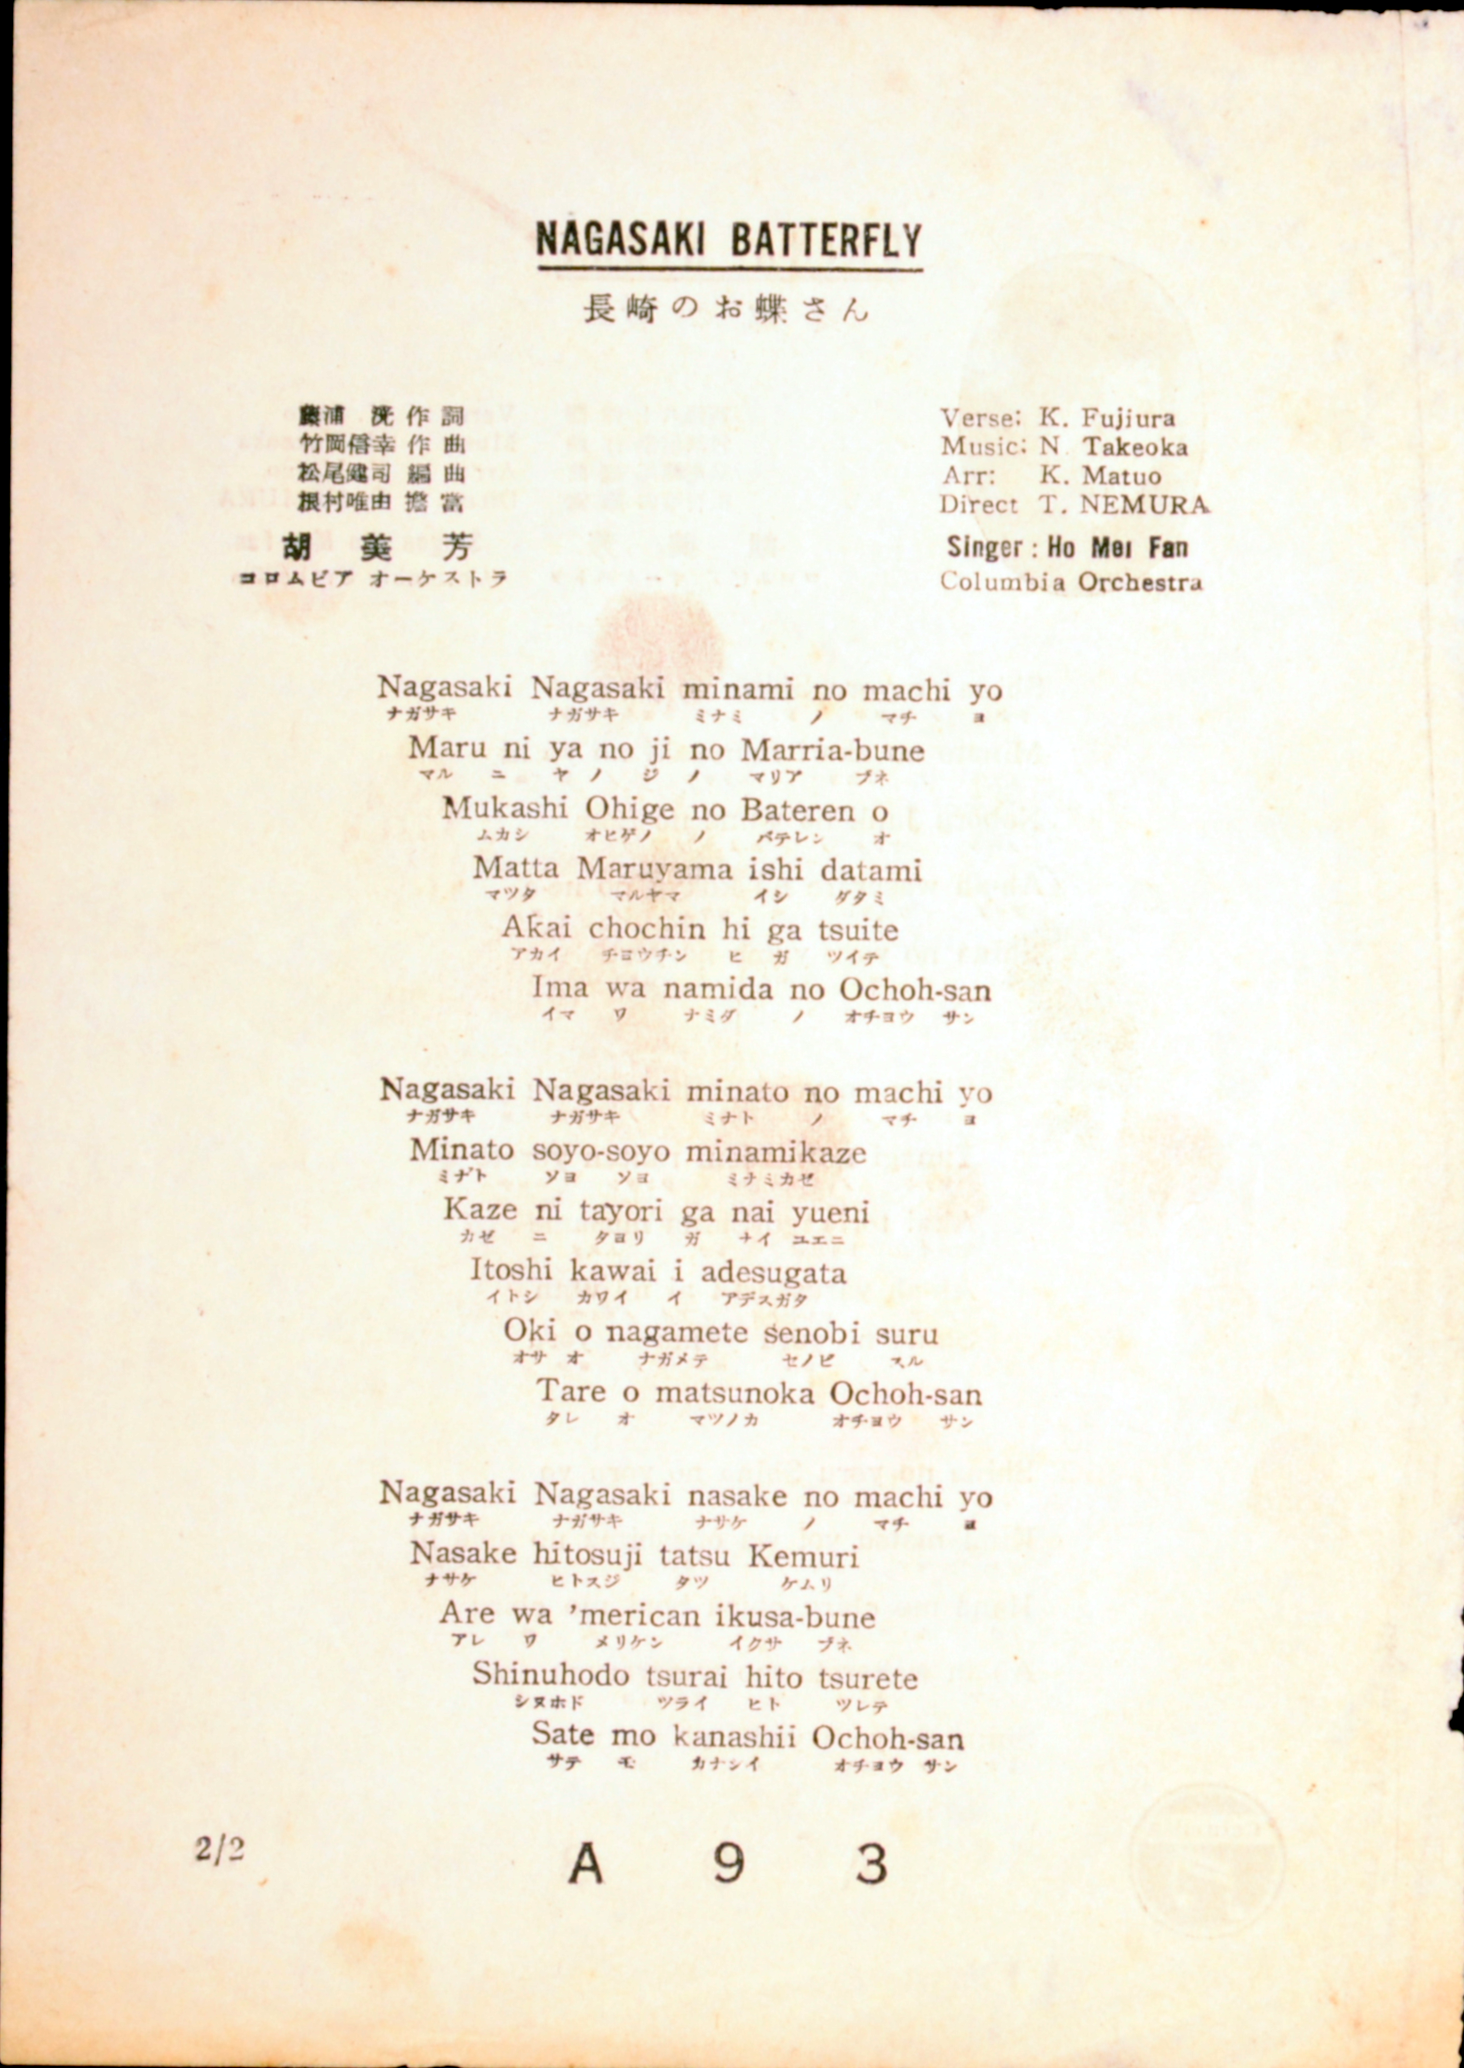 NAGASAKI BATTERFLY
長崎のお蝶さん
藤浦 洸 作 詞
竹岡信幸 作 曲
松尾健司 編 曲
根村唯由
胡 美 芳
コロムビア オーケストラ
Verse: K. Fujiura
Music: N. Takeoka
Arr: K. Matuo
Direct T. NEMURA
Singer : Ho Mei Fan
Columbia Orchestra
Nagasaki Nagasaki minami no machi yo
ナガサキ ナガサキ ミナミ ノ マチ ヨ
Maru ni ya no ji no Marria-bune
マル ニ ヤ ノ ジ ノ マリア ブネ
Mukashi Ohige no Bateren o
ムカシ オヒゲノ ノ バテレン オ
Matta Maruyama ishi datami
マツタ マルヤマ イシ ダタミ
Akai chochin hi ga tsuite
アカイ チヨウチン ヒ ガ ツイテ
Ima wa namida no Ochoh-san
イマ ワ ナミダ ノ オチヨウ サン
Nagasaki Nagasaki minato no machi yo
ナガサキ ナガサキ ミナト ノ マチ ヨ
Minato soyo-soyo minamikaze
ミナト ソヨ ソヨ ミナミカゼ
Kaze ni tayori ga nai yueni
カゼ ニ タヨリ ガ ナイ ユエニ
Itoshi kawai i adesugata
イトシ カワイ イ アデスガタ
Oki o nagamete senobi suru
オサ オ ナガメテ セノビ スル
Tare o matsunoka Ochoh-san
タレ オ マツノカ オチヨウ サン
Nagasaki Nagasaki nasake no machi yo
ナガサキ ナガサキ ナサケ ノ マチ ヨ
Nasake hitosuji tatsu Kemuri
ナサケ ヒトスジ タツ ケムリ
Are wa 'merican ikusa-bune
アレ ワ メリケン イクサ ブネ
Shinuhodo tsurai hito tsurete
シヌホド ツライ ヒト ツレテ
Sate mo kanashii Ochoh-san
サテ モ カナシイ オチヨウ サン
2/2
A 9 3